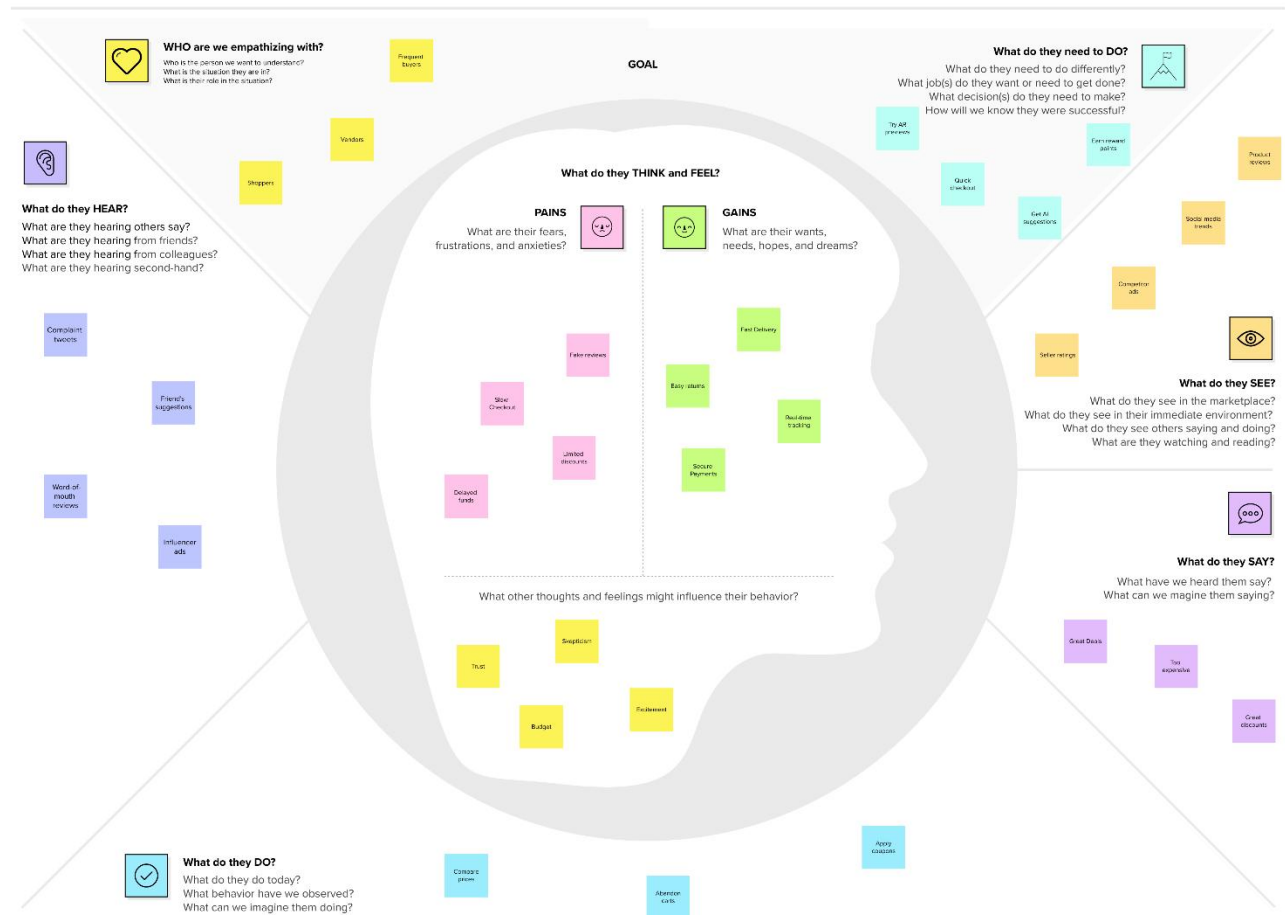 WHO are we empathizing with?
Who is the person we want to understand?
What is the situation they are in?
What is their role in the situation?
Frequent
buyers
Vendors
Shoppers
GOAL
What do they need to DO?
What do they need to do differently?
What job(s) do they want or need to get done?
What decision(s) do they need to make?
How will we know they were successful?
Try AR
previews
Quick
checkout
Earn reward
points
Get AI
suggestions
What do they HEAR?
What are they hearing others say?
What are they hearing from friends?
What are they hearing from colleagues?
What are they hearing second-hand?
Complaint
tweets
Friend's
suggestions
Word-of-
mouth
reviews
Influencer
ads
What do they THINK and FEEL?
PAINS
What are their fears,
frustrations, and anxieties?
Fake reviews
Slow
Checkout
Limited
discounts
Delayed
funds
GAINS
What are their wants,
needs, hopes, and dreams?
Fast Delivery
Easy returns
Real-time
tracking
Secure
Payments
What other thoughts and feelings might influence their behavior?
Skepticism
Trust
Excitement
Budget
Product
reviews
Social media
trends
ads
Seller ratings
What do they SEE?
What do they see in the marketplace?
What do they see in their immediate environment?
What do they see others saying and doing?
What are they watching and reading?
What do they SAY?
What have we heard them say?
What can we magine them saying?
Great Deals
Too
expensive
Great
discounts
What do they DO?
What do they do today?
What behavior have we observed?
What can we imagine them doing?
Compare
prices
Abandon
carts
Apply
coupons